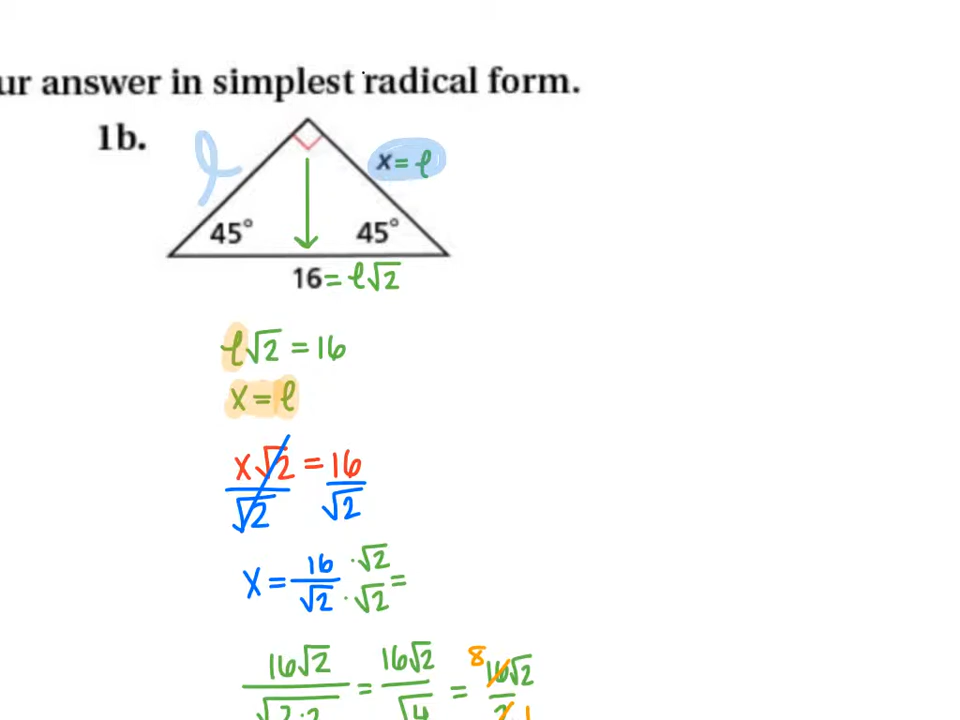 ur answer in simplest radical form.
1b.
ℓ
x = ℓ
45°
45°
16 = ℓ√2
ℓ√2 = 16
x = ℓ
x√2 = 16
√2 √2
x = 16 · √2 =
√2 · √2
16√2 = 16√2 = 8 16√2
√2·2 √4 2 1